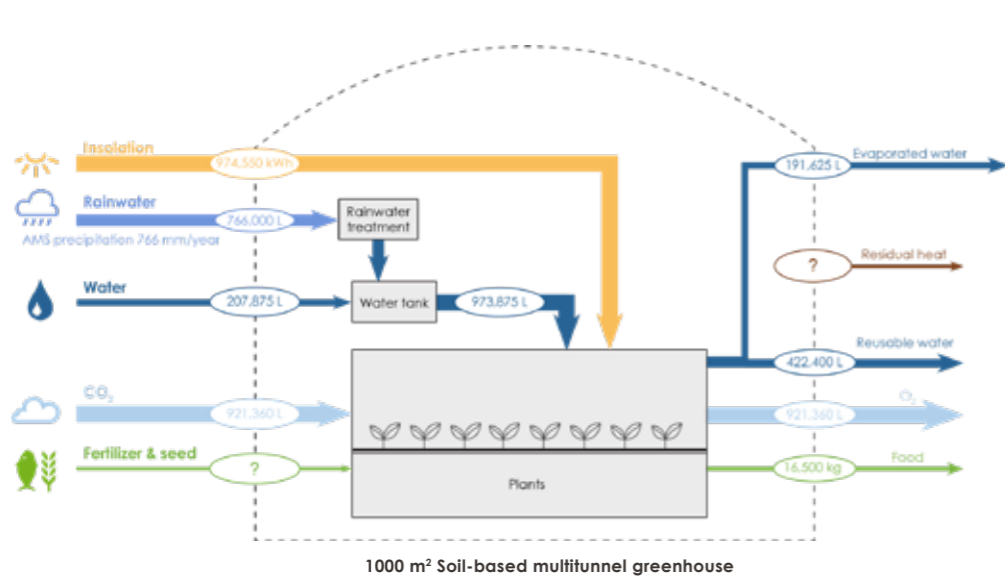 Insolation
974,550 kWh
191,625 L
Evaporated water
Rainwater
766,000 L
Rainwater
treatment
AMS precipitation 766 mm/year
?
Residual heat
Water
207,875 L
Water tank
973,875 L
Reusable water
422,400 L
CO₂
921,360 L
921,360 L
O₂
Fertilizer & seed
?
16,500 kg
Food
Plants
1000 m² Soil-based multitunnel greenhouse